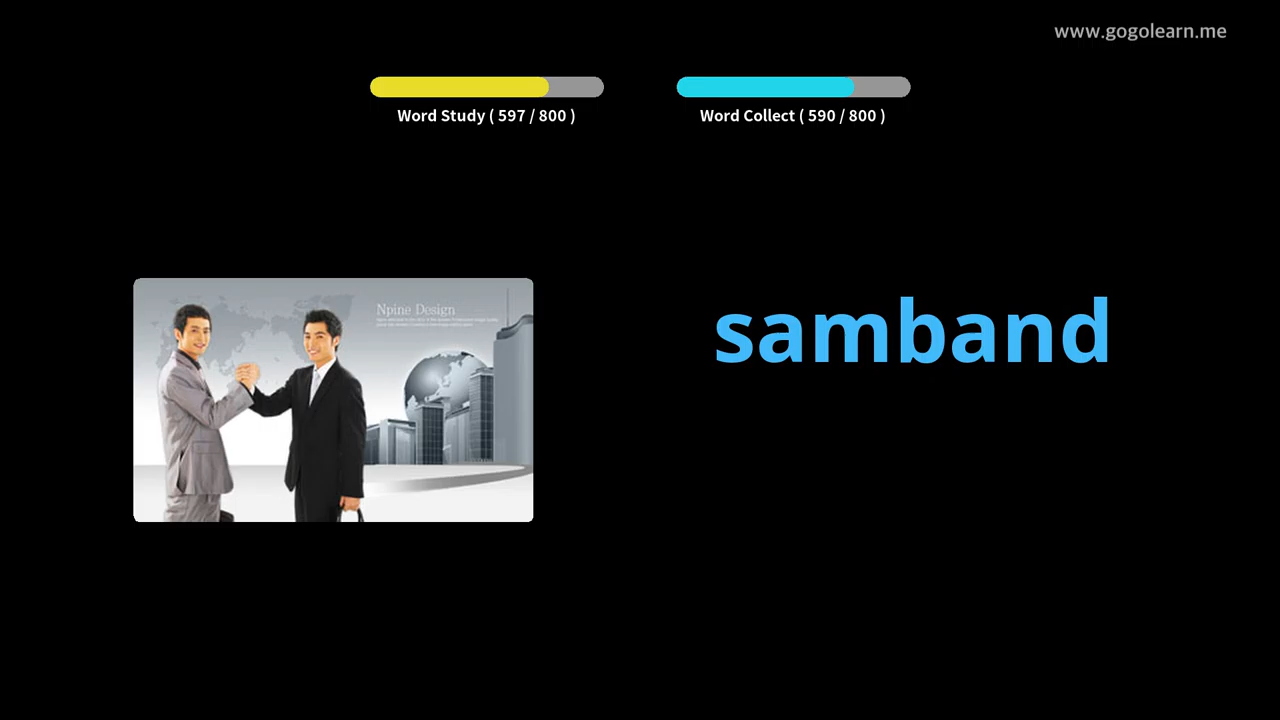 www.gogolearn.me
Word Study ( 597 / 800 )
Word Collect ( 590 / 800 )
Npine Design
samband